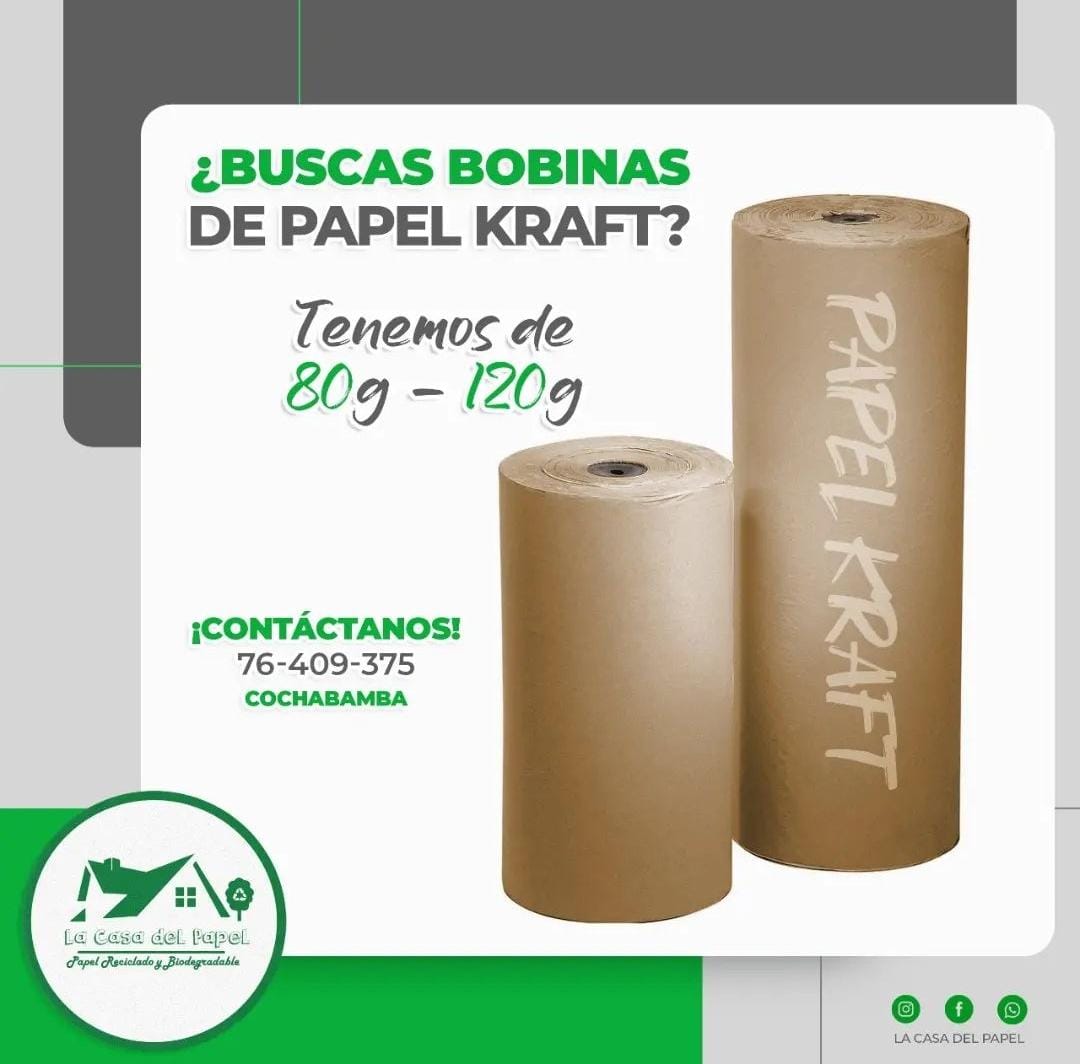 ¿BUSCAS BOBINAS
DE PAPEL KRAFT?
Tenemos de
80g - 120g
PAPEL KRAFT
¡CONTÁCTANOS!
76-409-375
COCHABAMBA
La Casa del Papel
Papel Reciclado y Biodegradable
LA CASA DEL PAPEL